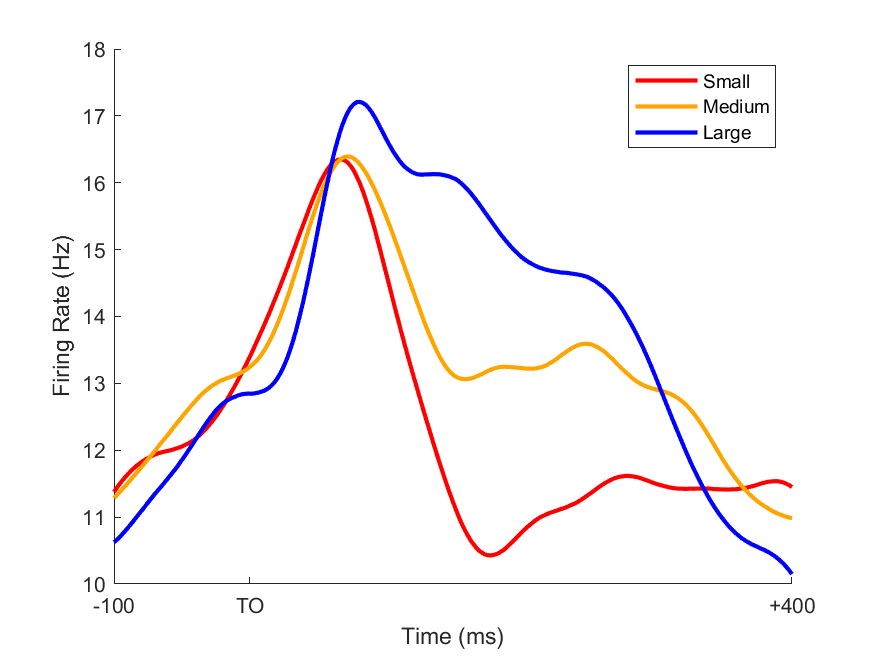 18
17
16
15
14
13
12
11
10
Firing Rate (Hz)
Small
Medium
Large
-100
TO
+400
Time (ms)